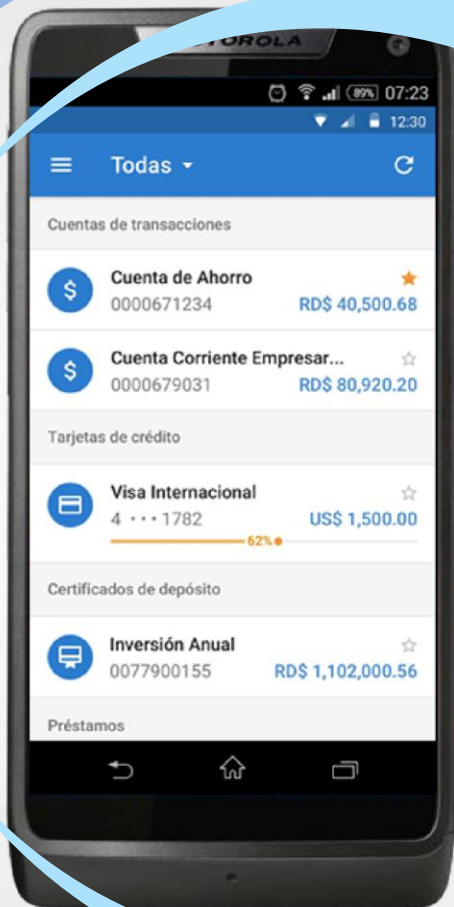 89% 07:23
12:30
Todas
Cuentas de transacciones
Cuenta de Ahorro
0000671234 RD$ 40,500.68
Cuenta Corriente Empresar...
0000679031 RD$ 80,920.20
Tarjetas de crédito
Visa Internacional
4 ··· 1782 US$ 1,500.00
62%
Certificados de depósito
Inversión Anual
0077900155 RD$ 1,102,000.56
Préstamos